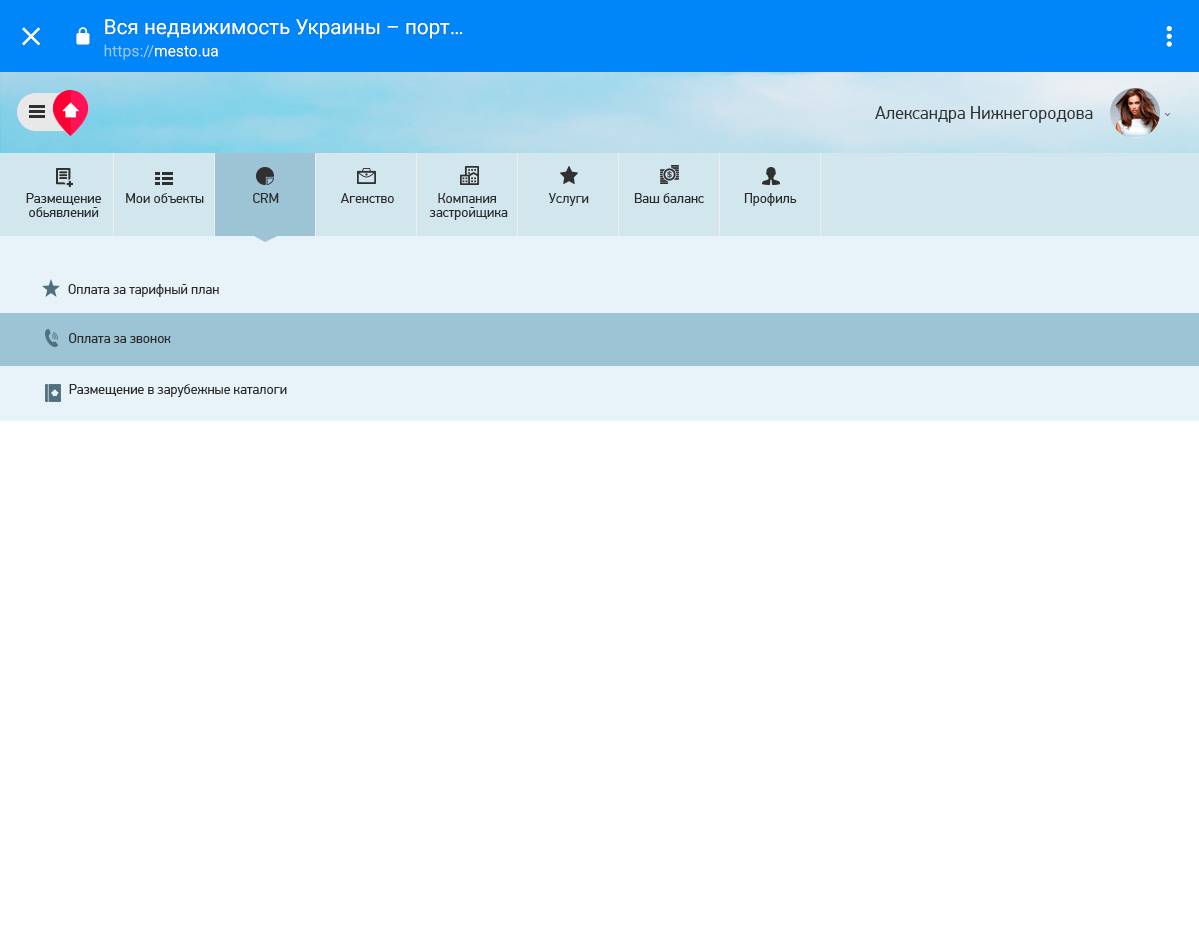 Вся недвижимость Украины – порт...
https://mesto.ua
Александра Нижнегородова
Размещение
обьявлений
Мои объекты
CRM
Агенство
Компания
застройщика
Услуги
Ваш баланс
Профиль
Оплата за тарифный план
Оплата за звонок
Размещение в зарубежные каталоги